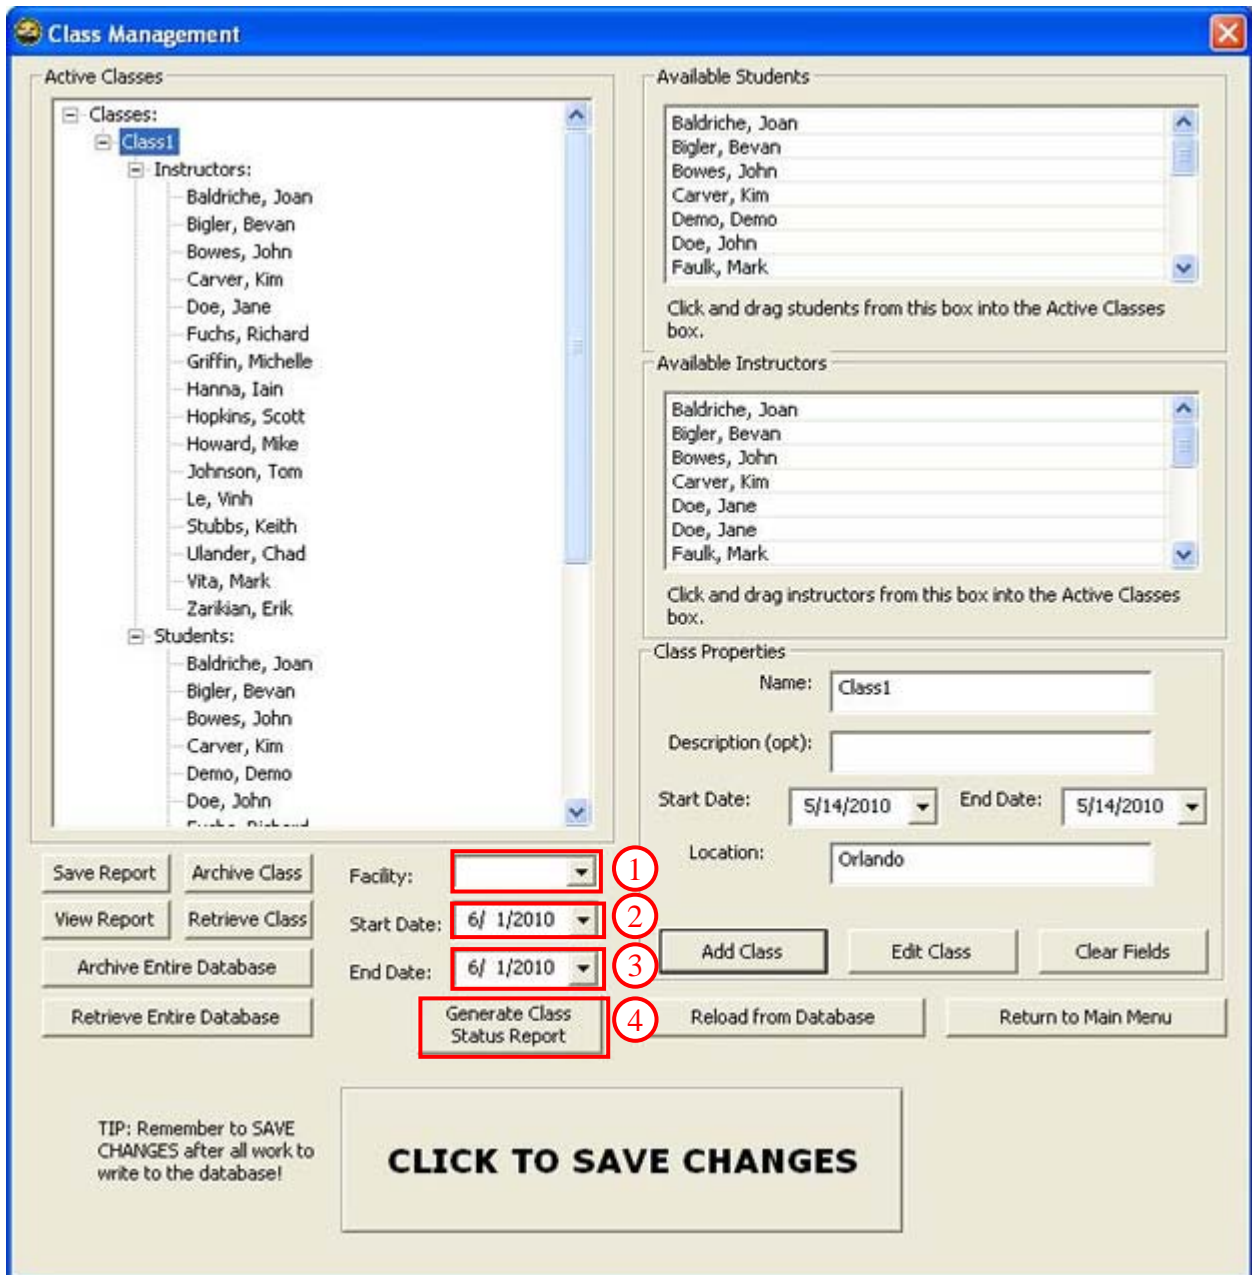 Class Management
Active Classes
Classes:
Class1
Instructors:
Baldriche, Joan
Bigler, Bevan
Bowes, John
Carver, Kim
Doe, Jane
Fuchs, Richard
Griffin, Michelle
Hanna, Iain
Hopkins, Scott
Howard, Mike
Johnson, Tom
Le, Vinh
Stubbs, Keith
Ulander, Chad
Vita, Mark
Zarikian, Erik
Students:
Baldriche, Joan
Bigler, Bevan
Bowes, John
Carver, Kim
Demo, Demo
Doe, John
Available Students
Baldriche, Joan
Bigler, Bevan
Bowes, John
Carver, Kim
Demo, Demo
Doe, John
Faulk, Mark
Click and drag students from this box into the Active Classes
box.
Available Instructors
Baldriche, Joan
Bigler, Bevan
Bowes, John
Carver, Kim
Doe, Jane
Doe, Jane
Faulk, Mark
Click and drag instructors from this box into the Active Classes
box.
Class Properties
Name: Class1
Description (opt):
Start Date: 5/14/2010 End Date: 5/14/2010
Location: Orlando
Add Class Edit Class Clear Fields
Save Report Archive Class Facility: 1
View Report Retrieve Class Start Date: 6/ 1/2010 2
Archive Entire Database End Date: 6/ 1/2010 3
Retrieve Entire Database
Generate Class
Status Report
4
Reload from Database Return to Main Menu
TIP: Remember to SAVE
CHANGES after all work to
write to the database!
CLICK TO SAVE CHANGES